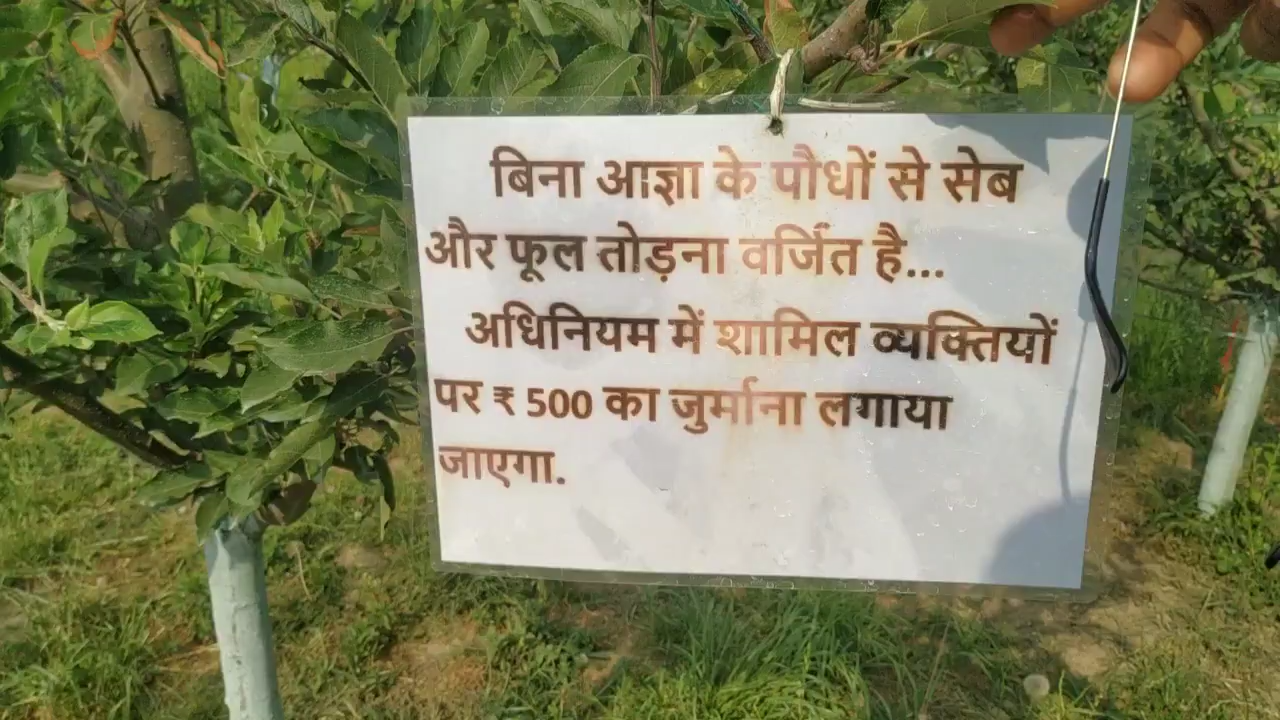 बिना आज्ञा के पौधों से सेब
और फूल तोड़ना वर्जित है...
अधिनियम में शामिल व्यक्तियों
पर ₹ 500 का जुर्माना लगाया
जाएगा.